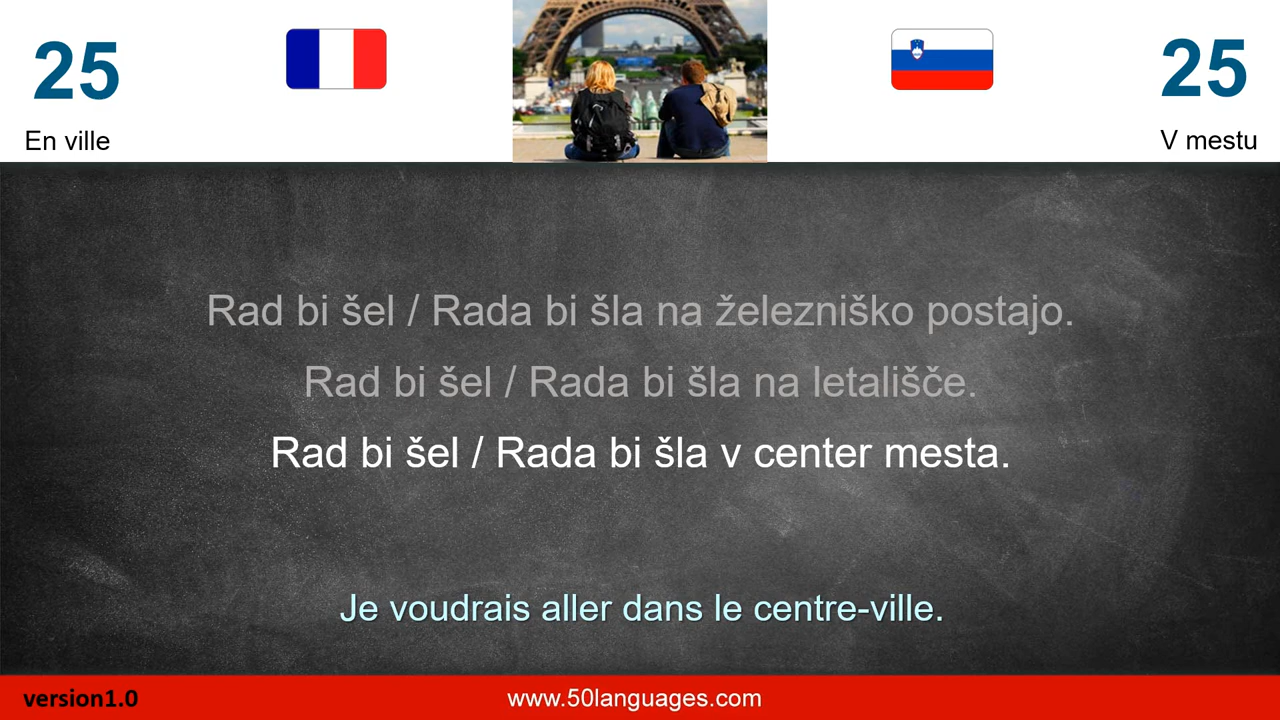 25
25
En ville
V mestu
Rad bi šel / Rada bi šla na železniško postajo.
Rad bi šel / Rada bi šla na letališče.
Rad bi šel / Rada bi šla v center mesta.
Je voudrais aller dans le centre-ville.
version1.0
www.50languages.com